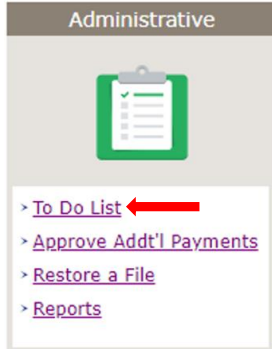 Administrative
> To Do List
> Approve Addt'l Payments
> Restore a File
> Reports